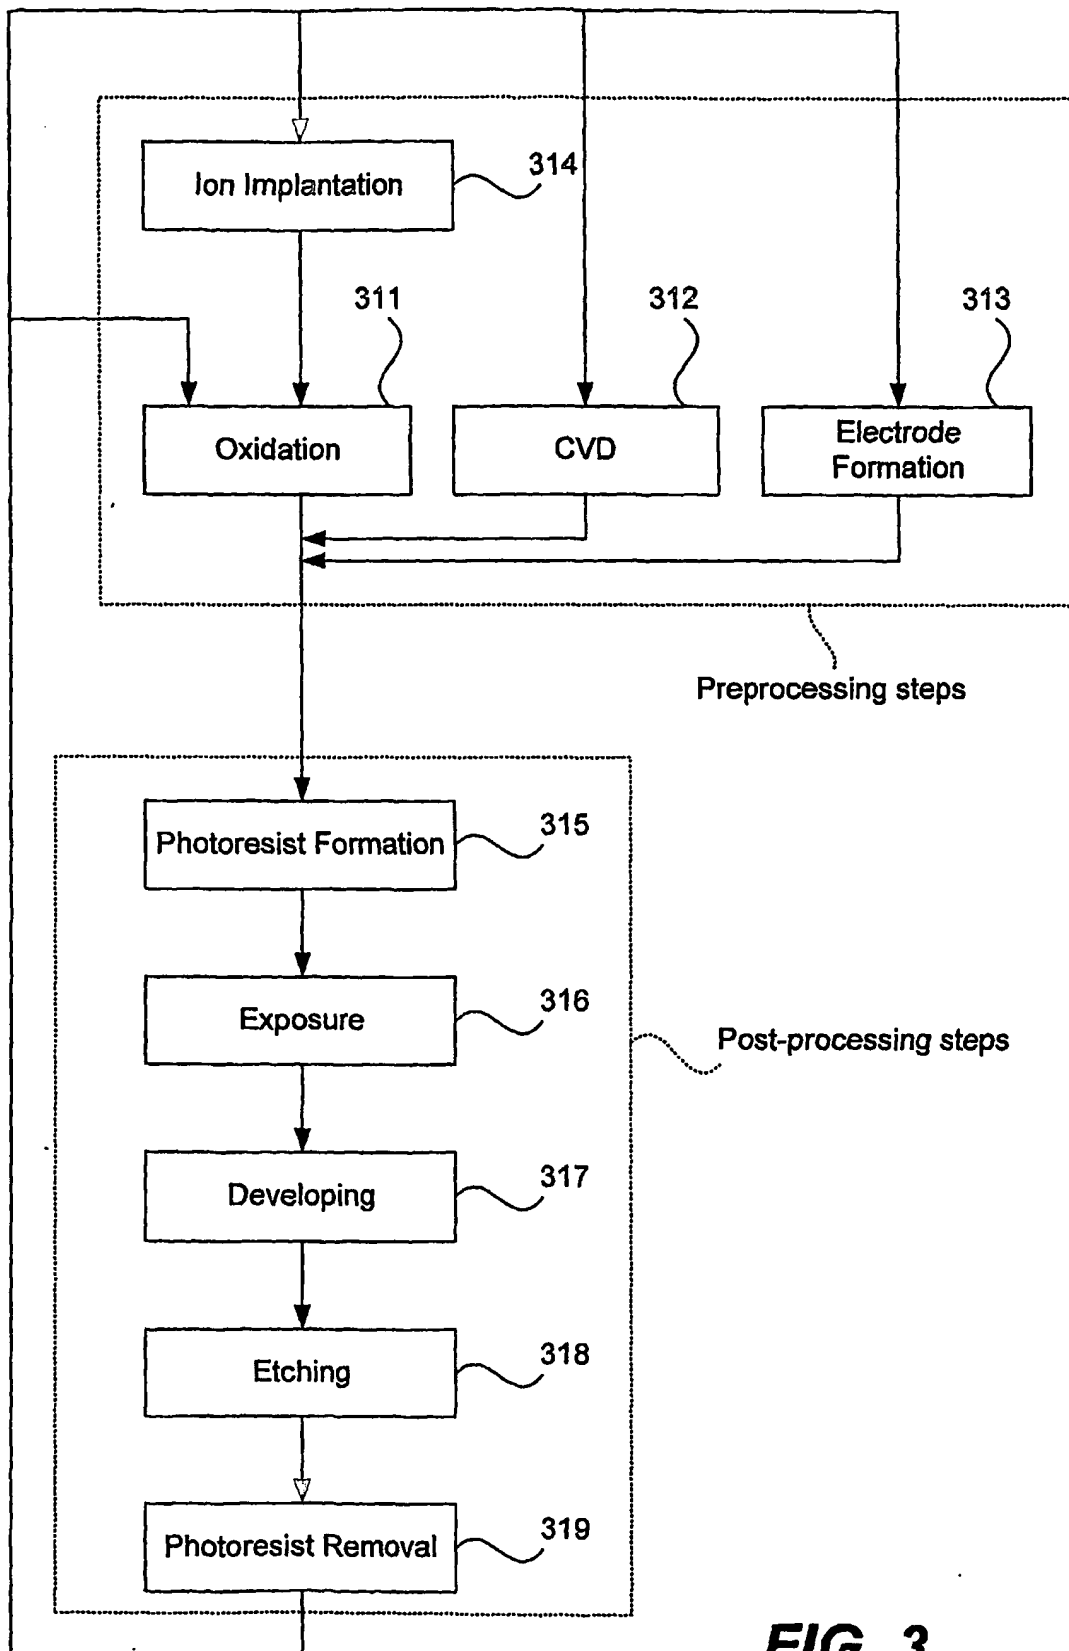 Ion Implantation
314
311
312
313
Oxidation
CVD
Electrode
Formation
Preprocessing steps
Photoresist Formation
315
Exposure
316
Post-processing steps
Developing
317
Etching
318
Photoresist Removal
319
FIG. 3